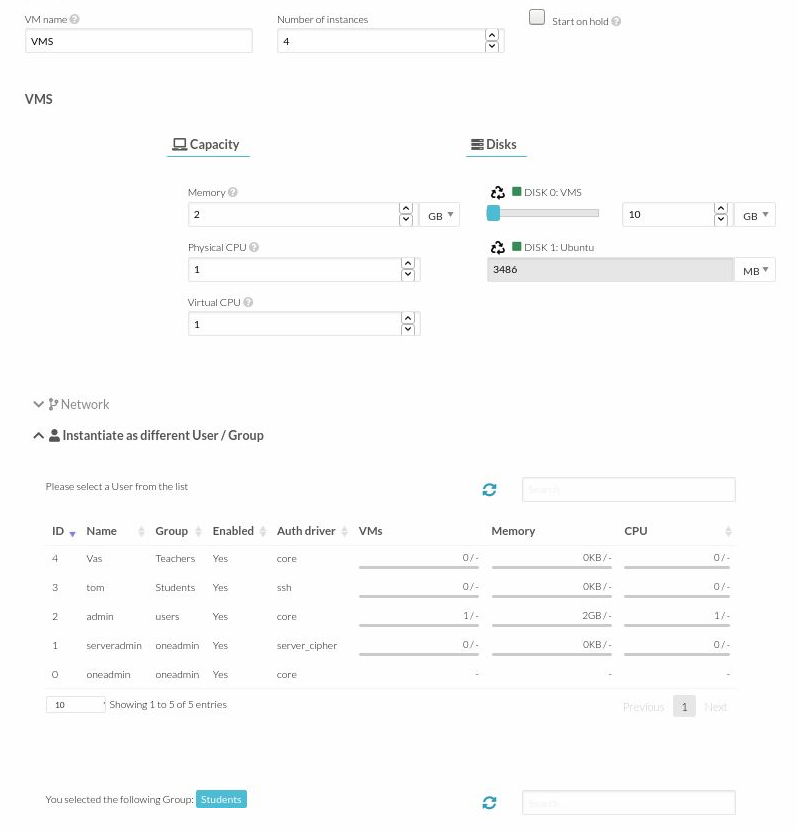 VM name ? Number of instances Start on hold ?
VMS 4
VMS
Capacity Disks
Memory ? DISK 0: VMS
2 GB 10 GB
Physical CPU ? DISK 1: Ubuntu
1 3486 MB
Virtual CPU ?
1
Network
Instantiate as different User / Group
Please select a User from the list Search
ID Name Group Enabled Auth driver VMs Memory CPU
4 Vas Teachers Yes core 0 / - 0KB / - 0 / -
3 tom Students Yes ssh 0 / - 0KB / - 0 / -
2 admin users Yes core 1 / - 2GB / - 1 / -
1 serveradmin oneadmin Yes server_cipher 0 / - 0KB / - 0 / -
0 oneadmin oneadmin Yes core - - -
10 Showing 1 to 5 of 5 entries Previous 1 Next
You selected the following Group: Students Search